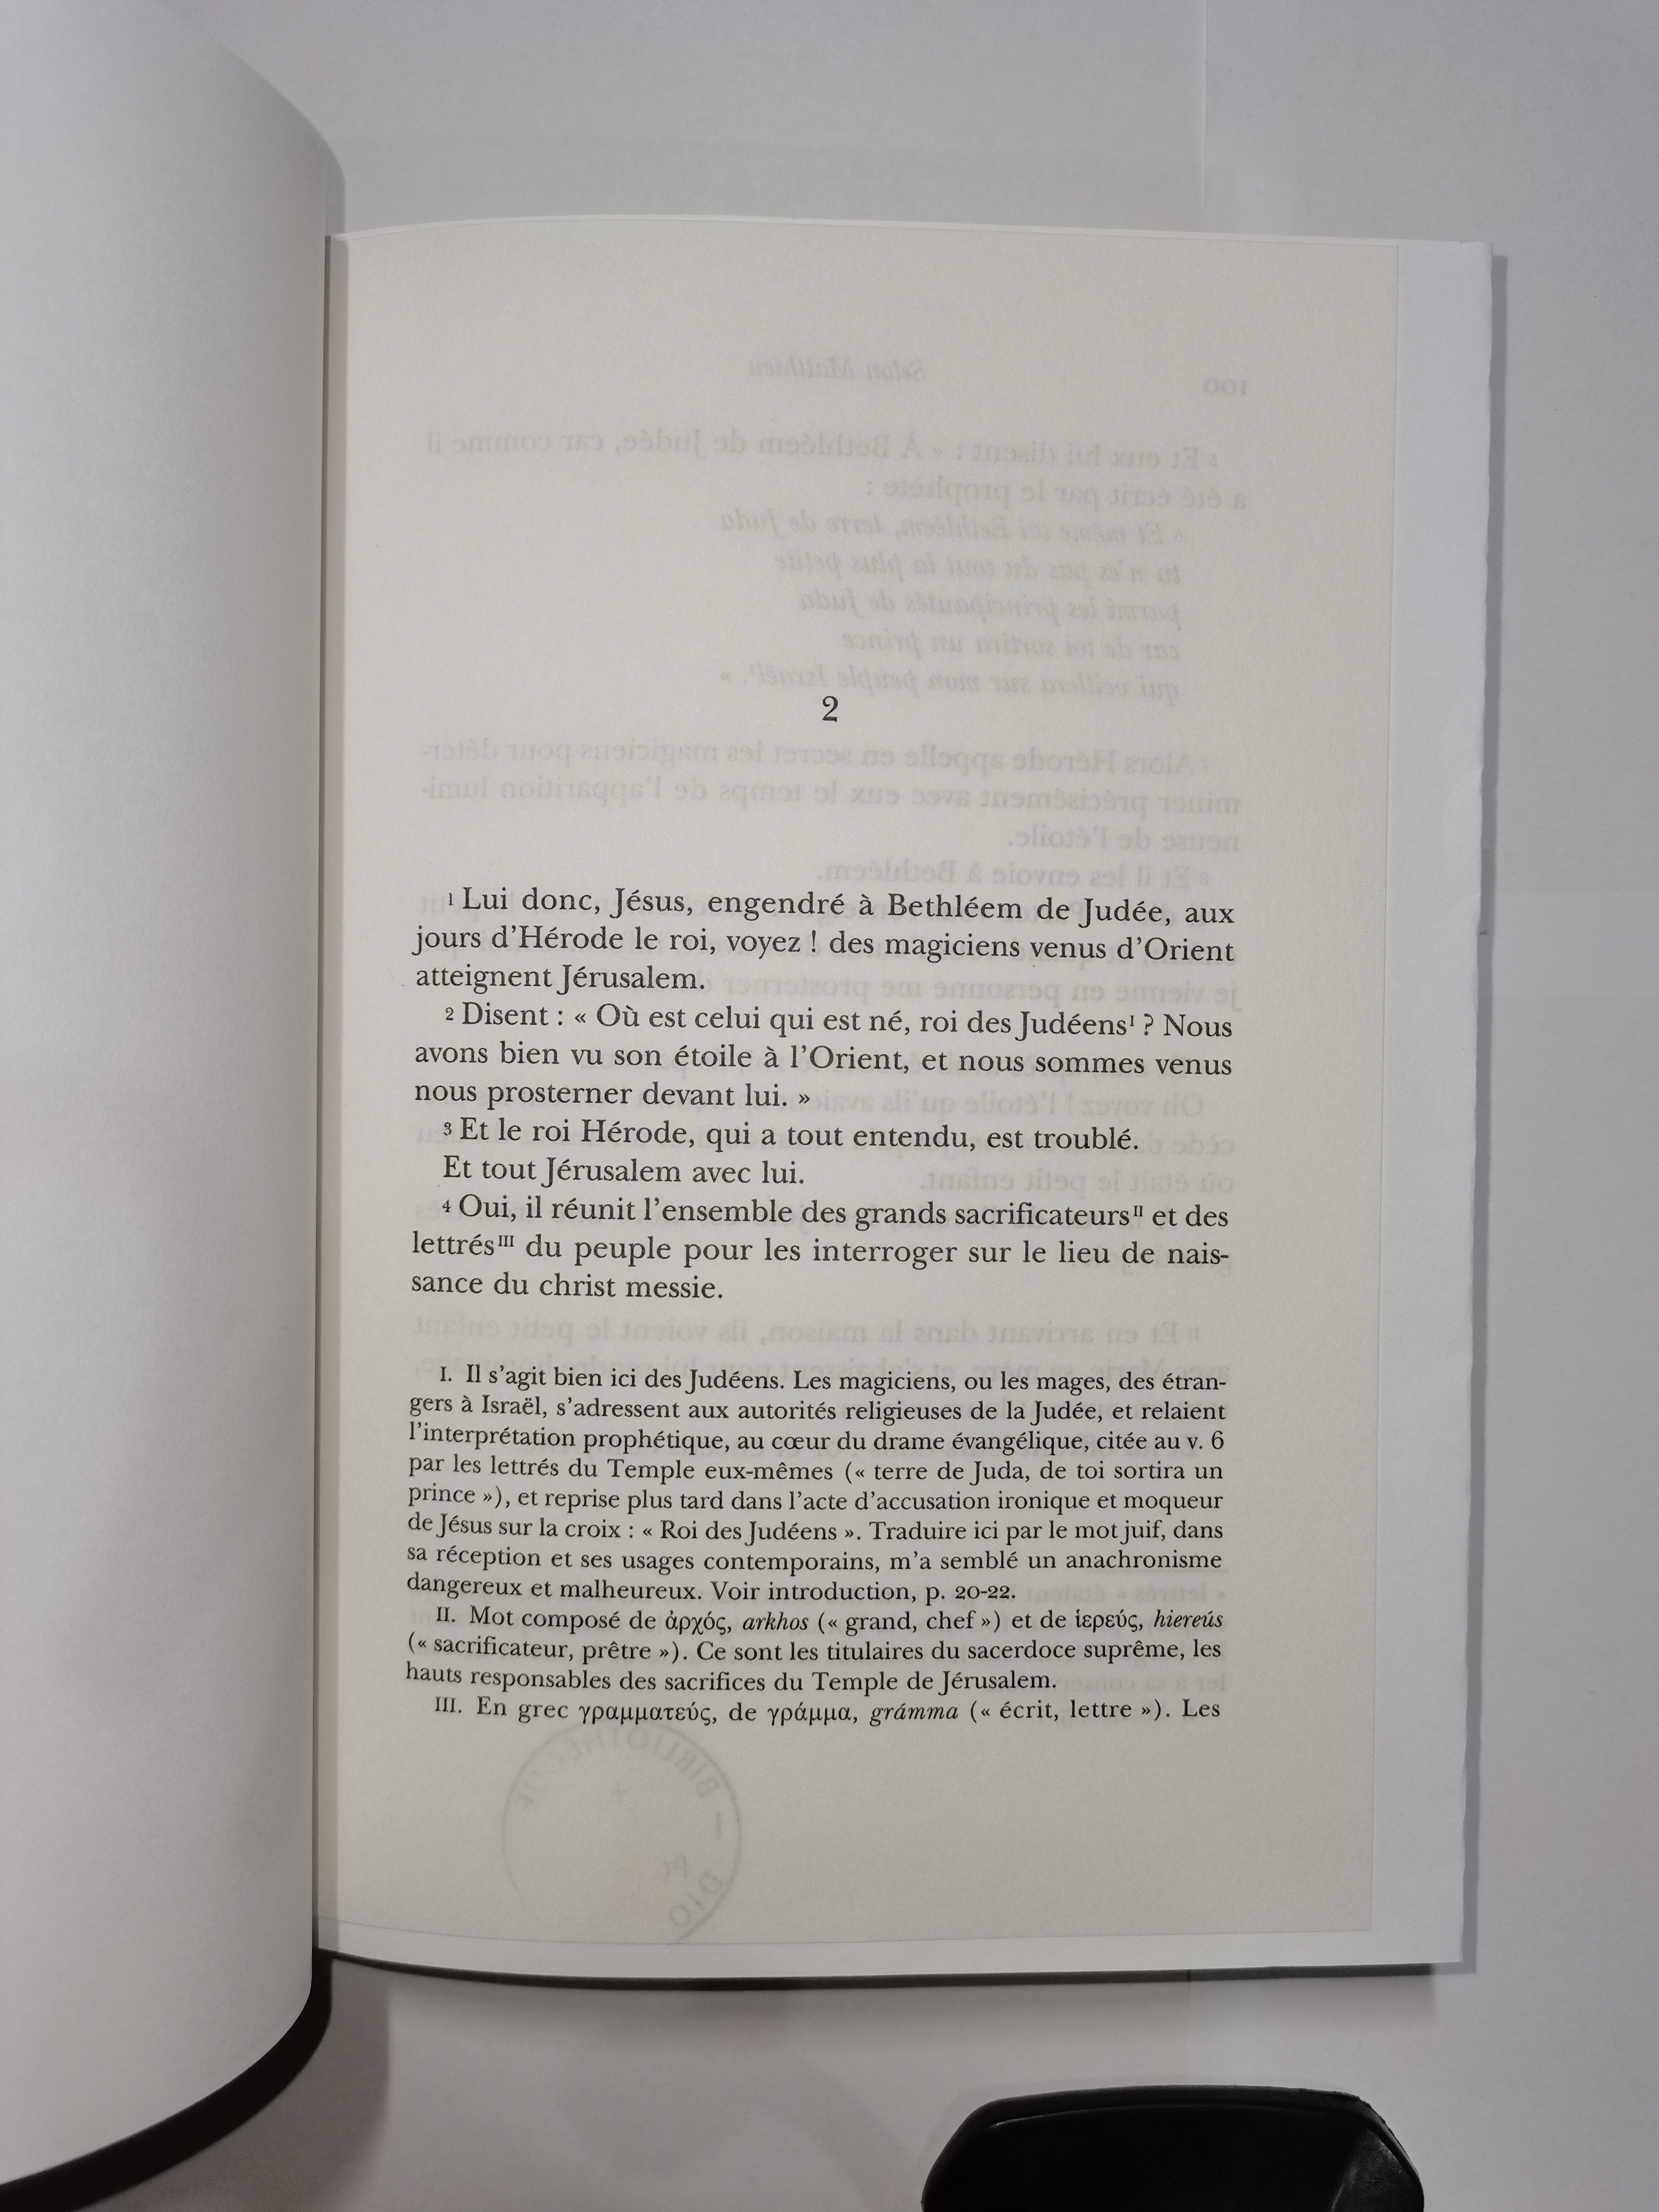 2
1 Lui donc, Jésus, engendré à Bethléem de Judée, aux
jours d'Hérode le roi, voyez ! des magiciens venus d'Orient
atteignent Jérusalem.
2 Disent : « Où est celui qui est né, roi des Judéensᴵ ? Nous
avons bien vu son étoile à l'Orient, et nous sommes venus
nous prosterner devant lui. »
3 Et le roi Hérode, qui a tout entendu, est troublé.
Et tout Jérusalem avec lui.
4 Oui, il réunit l'ensemble des grands sacrificateursᴵᴵ et des
lettrésᴵᴵᴵ du peuple pour les interroger sur le lieu de nais-
sance du christ messie.
I. Il s'agit bien ici des Judéens. Les magiciens, ou les mages, des étran-
gers à Israël, s'adressent aux autorités religieuses de la Judée, et relaient
l'interprétation prophétique, au cœur du drame évangélique, citée au v. 6
par les lettrés du Temple eux-mêmes (« terre de Juda, de toi sortira un
prince »), et reprise plus tard dans l'acte d'accusation ironique et moqueur
de Jésus sur la croix : « Roi des Judéens ». Traduire ici par le mot juif, dans
sa réception et ses usages contemporains, m'a semblé un anachronisme
dangereux et malheureux. Voir introduction, p. 20-22.
II. Mot composé de ἀρχός, arkhos (« grand, chef ») et de ἱερεύς, hiereús
(« sacrificateur, prêtre »). Ce sont les titulaires du sacerdoce suprême, les
hauts responsables des sacrifices du Temple de Jérusalem.
III. En grec γραμματεύς, de γράμμα, grámma (« écrit, lettre »). Les